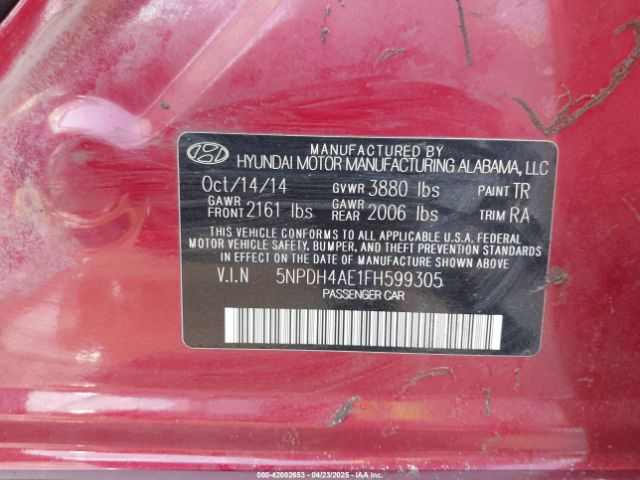 MANUFACTURED BY
HYUNDAI MOTOR MANUFACTURING ALABAMA, LLC
Oct/14/14 GVWR 3880 lbs PAINT TR
GAWR FRONT 2161 lbs GAWR REAR 2006 lbs TRIM RA
THIS VEHICLE CONFORMS TO ALL APPLICABLE U.S.A. FEDERAL
MOTOR VEHICLE SAFETY, BUMPER, AND THEFT PREVENTION STANDARDS
IN EFFECT ON THE DATE OF MANUFACTURE SHOWN ABOVE.
V.I.N 5NPDH4AE1FH599305
PASSENGER CAR
000-42082653 - 04/23/2025 - IAAI.COM